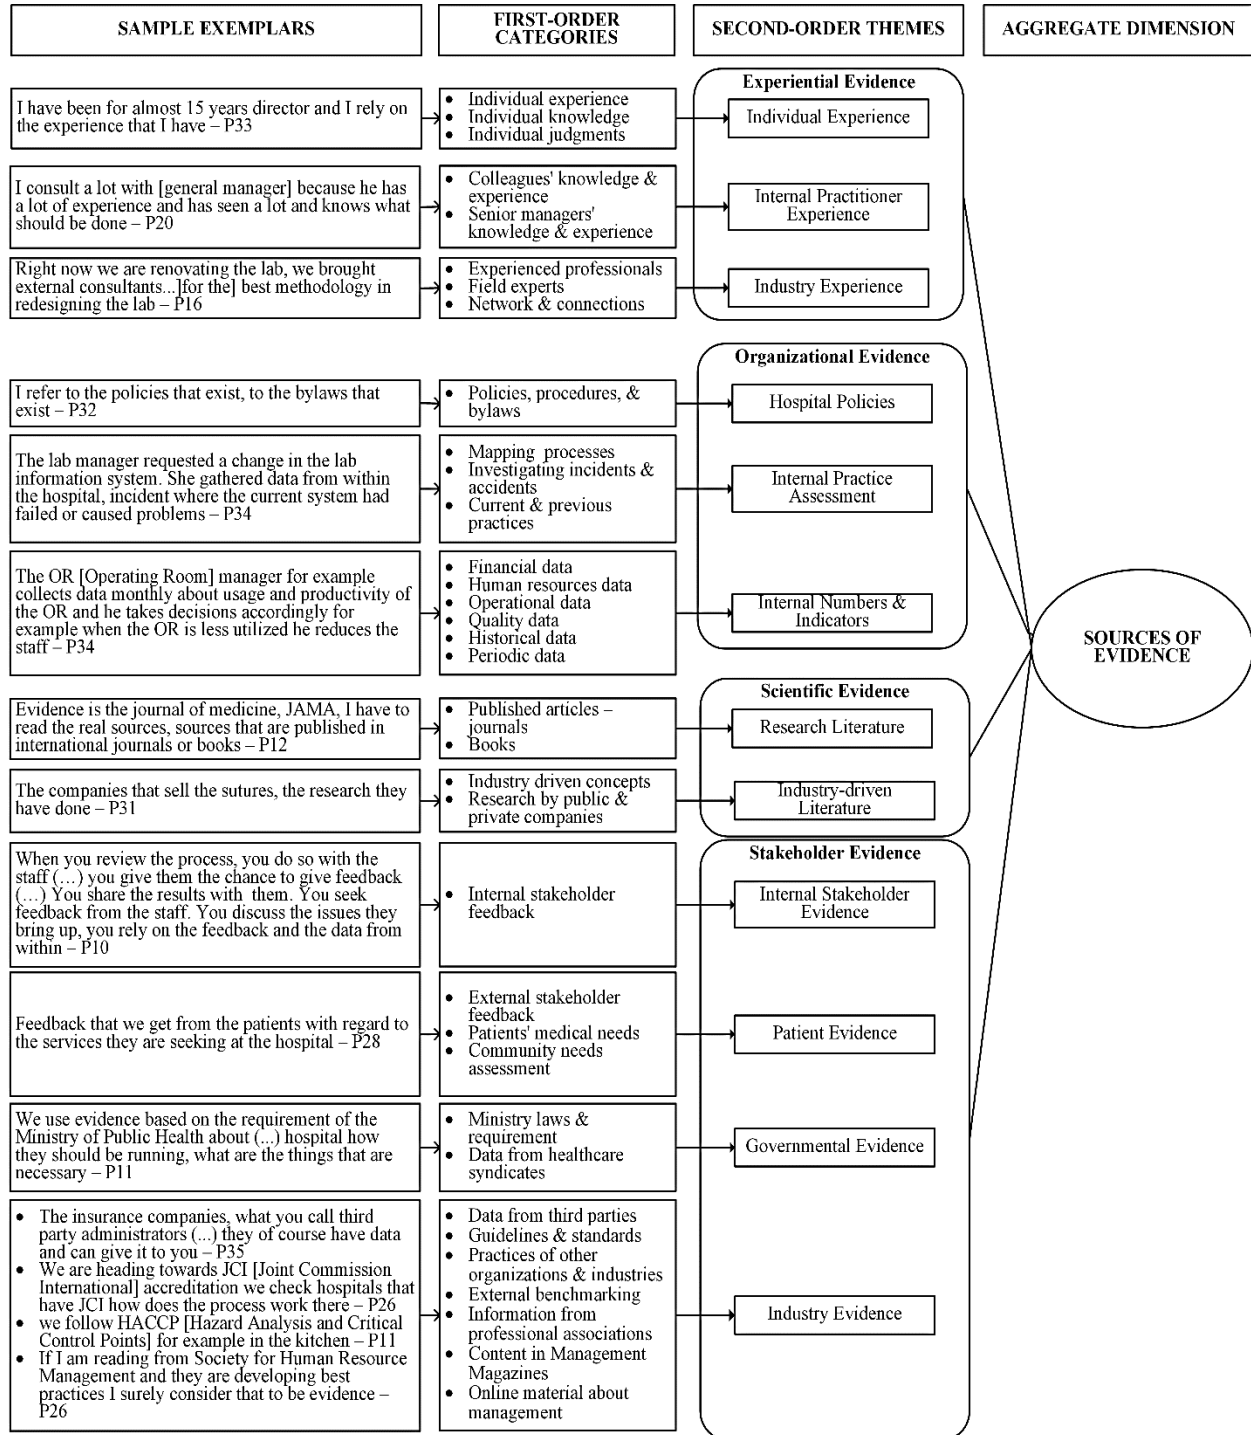 SAMPLE EXEMPLARS
FIRST-ORDER
CATEGORIES
SECOND-ORDER THEMES
AGGREGATE DIMENSION
I have been for almost 15 years director and I rely on
the experience that I have – P33
• Individual experience
• Individual knowledge
• Individual judgments
Experiential Evidence
Individual Experience
I consult a lot with [general manager] because he has
a lot of experience and has seen a lot and knows what
should be done – P20
• Colleagues' knowledge &
experience
• Senior managers'
knowledge & experience
Internal Practitioner
Experience
Right now we are renovating the lab, we brought
external consultants...]for the] best methodology in
redesigning the lab – P16
• Experienced professionals
• Field experts
• Network & connections
Industry Experience
Organizational Evidence
I refer to the policies that exist, to the bylaws that
exist – P32
• Policies, procedures, &
bylaws
Hospital Policies
The lab manager requested a change in the lab
information system. She gathered data from within
the hospital, incident where the current system had
failed or caused problems – P34
• Mapping processes
• Investigating incidents &
accidents
• Current & previous
practices
Internal Practice
Assessment
The OR [Operating Room] manager for example
collects data monthly about usage and productivity of
the OR and he takes decisions accordingly for
example when the OR is less utilized he reduces the
staff – P34
• Financial data
• Human resources data
• Operational data
• Quality data
• Historical data
• Periodic data
Internal Numbers &
Indicators
SOURCES OF
EVIDENCE
Scientific Evidence
Evidence is the journal of medicine, JAMA, I have to
read the real sources, sources that are published in
international journals or books – P12
• Published articles –
journals
• Books
Research Literature
The companies that sell the sutures, the research they
have done – P31
• Industry driven concepts
• Research by public &
private companies
Industry-driven
Literature
Stakeholder Evidence
When you review the process, you do so with the
staff (…) you give them the chance to give feedback
(…) You share the results with them. You seek
feedback from the staff. You discuss the issues they
bring up, you rely on the feedback and the data from
within – P10
• Internal stakeholder
feedback
Internal Stakeholder
Evidence
Feedback that we get from the patients with regard to
the services they are seeking at the hospital – P28
• External stakeholder
feedback
• Patients' medical needs
• Community needs
assessment
Patient Evidence
We use evidence based on the requirement of the
Ministry of Public Health about (...) hospital how
they should be running, what are the things that are
necessary – P11
• Ministry laws &
requirement
• Data from healthcare
syndicates
Governmental Evidence
• The insurance companies, what you call third
party administrators (...) they of course have data
and can give it to you – P35
• We are heading towards JCI [Joint Commission
International] accreditation we check hospitals that
have JCI how does the process work there – P26
• we follow HACCP [Hazard Analysis and Critical
Control Points] for example in the kitchen – P11
• If I am reading from Society for Human Resource
Management and they are developing best
practices I surely consider that to be evidence –
P26
• Data from third parties
• Guidelines & standards
• Practices of other
organizations & industries
• External benchmarking
• Information from
professional associations
• Content in Management
Magazines
• Online material about
management
Industry Evidence